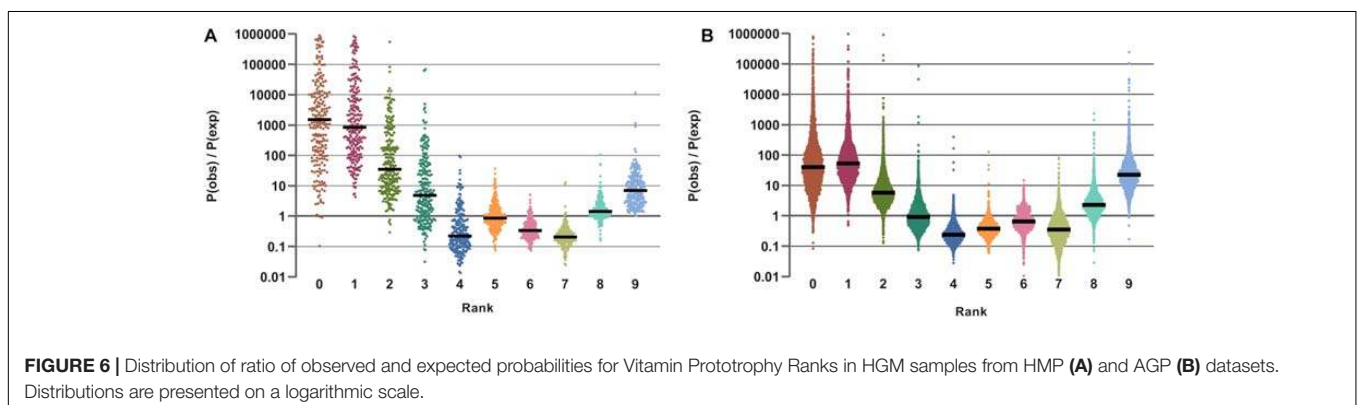 A
1000000
100000
10000
1000
100
10
1
0.1
0.01
P(obs) / P(exp)
0 1 2 3 4 5 6 7 8 9
Rank
B
1000000
100000
10000
1000
100
10
1
0.1
0.01
P(obs) / P(exp)
0 1 2 3 4 5 6 7 8 9
Rank
FIGURE 6 | Distribution of ratio of observed and expected probabilities for Vitamin Prototrophy Ranks in HGM samples from HMP (A) and AGP (B) datasets.
Distributions are presented on a logarithmic scale.